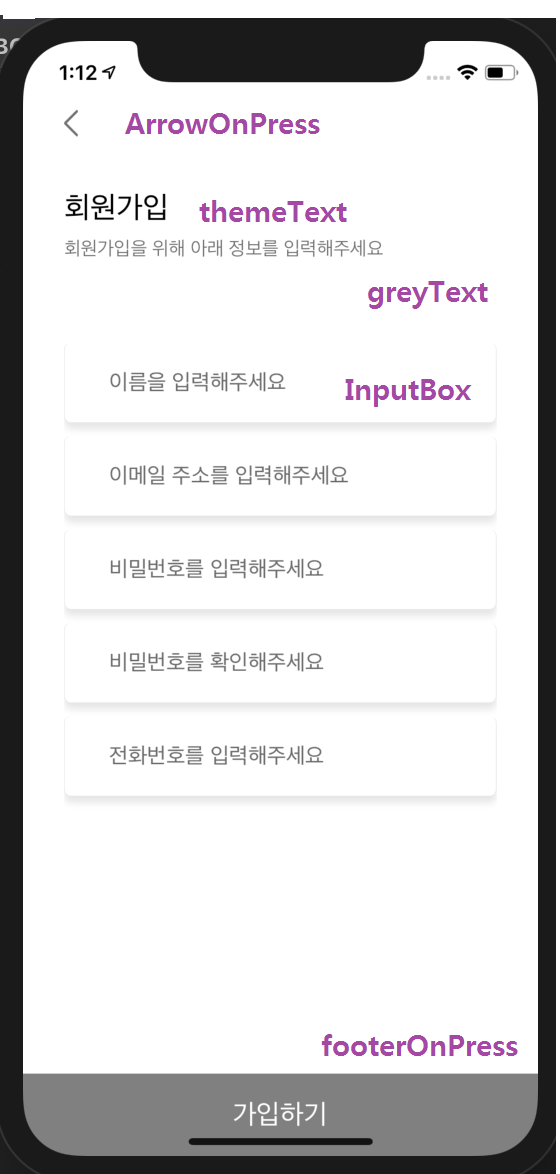 1:12
ArrowOnPress
회원가입 themeText
회원가입을 위해 아래 정보를 입력해주세요
greyText
이름을 입력해주세요 InputBox
이메일 주소를 입력해주세요
비밀번호를 입력해주세요
비밀번호를 확인해주세요
전화번호를 입력해주세요
footerOnPress
가입하기